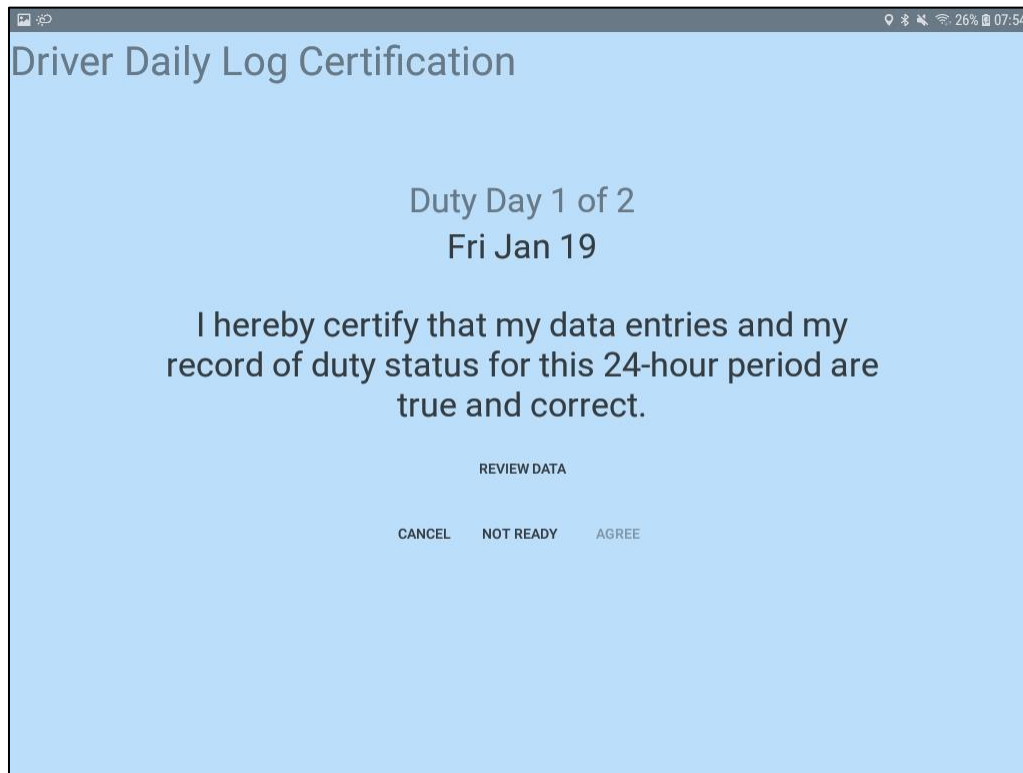 26% 07:54
Driver Daily Log Certification
Duty Day 1 of 2
Fri Jan 19
I hereby certify that my data entries and my
record of duty status for this 24-hour period are
true and correct.
REVIEW DATA
CANCEL NOT READY AGREE